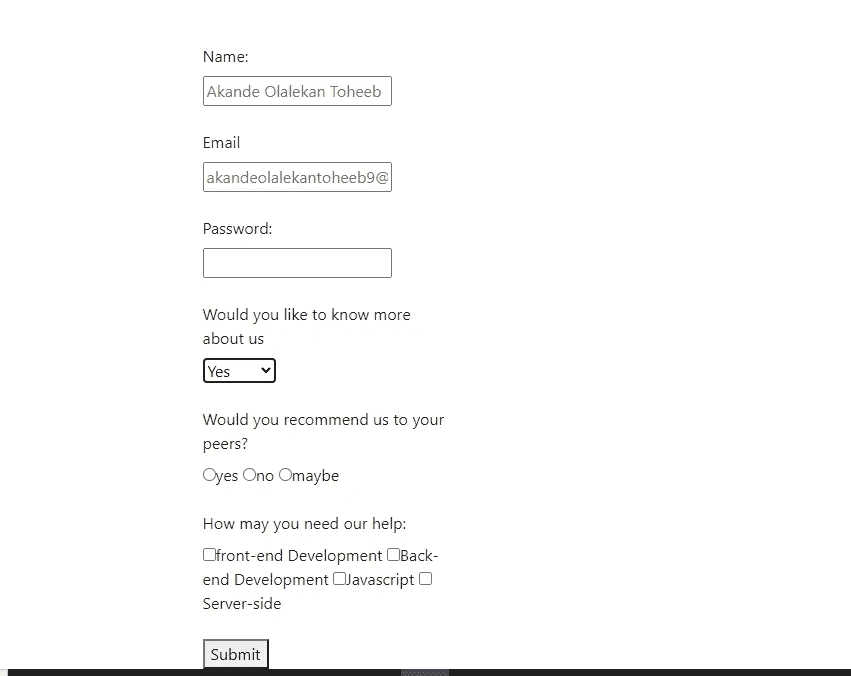 Name:
Akande Olalekan Toheeb
Email
akandeolalekantoheeb9@
Password:
Would you like to know more
about us
Yes
Would you recommend us to your
peers?
yes no maybe
How may you need our help:
front-end Development Back-
end Development Javascript
Server-side
Submit